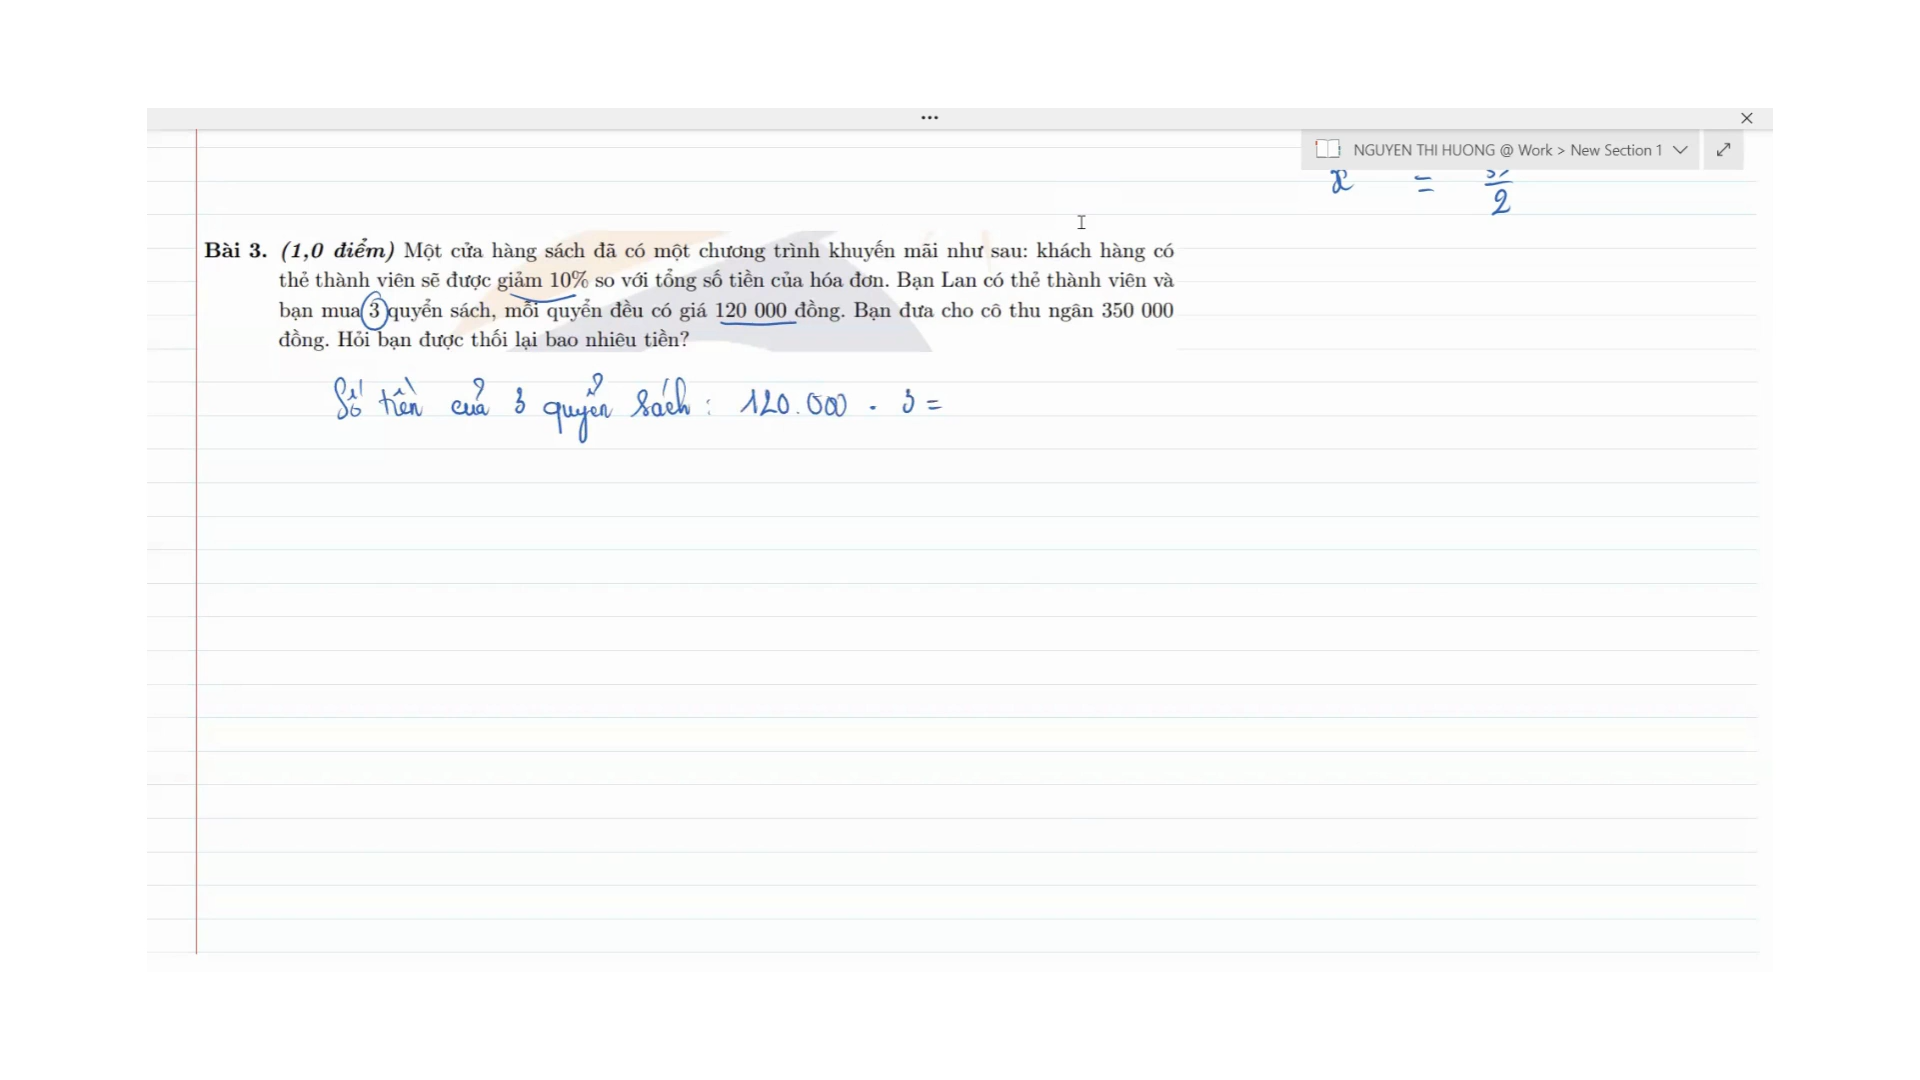 NGUYEN THI HUONG @ Work > New Section 1
x = 2
Bài 3. (1,0 điểm) Một cửa hàng sách đã có một chương trình khuyến mãi như sau: khách hàng có
thẻ thành viên sẽ được giảm 10% so với tổng số tiền của hóa đơn. Bạn Lan có thẻ thành viên và
bạn mua 3 quyển sách, mỗi quyển đều có giá 120 000 đồng. Bạn đưa cho cô thu ngân 350 000
đồng. Hỏi bạn được thối lại bao nhiêu tiền?
Số tiền của 3 quyển sách : 120.000 . 3 =